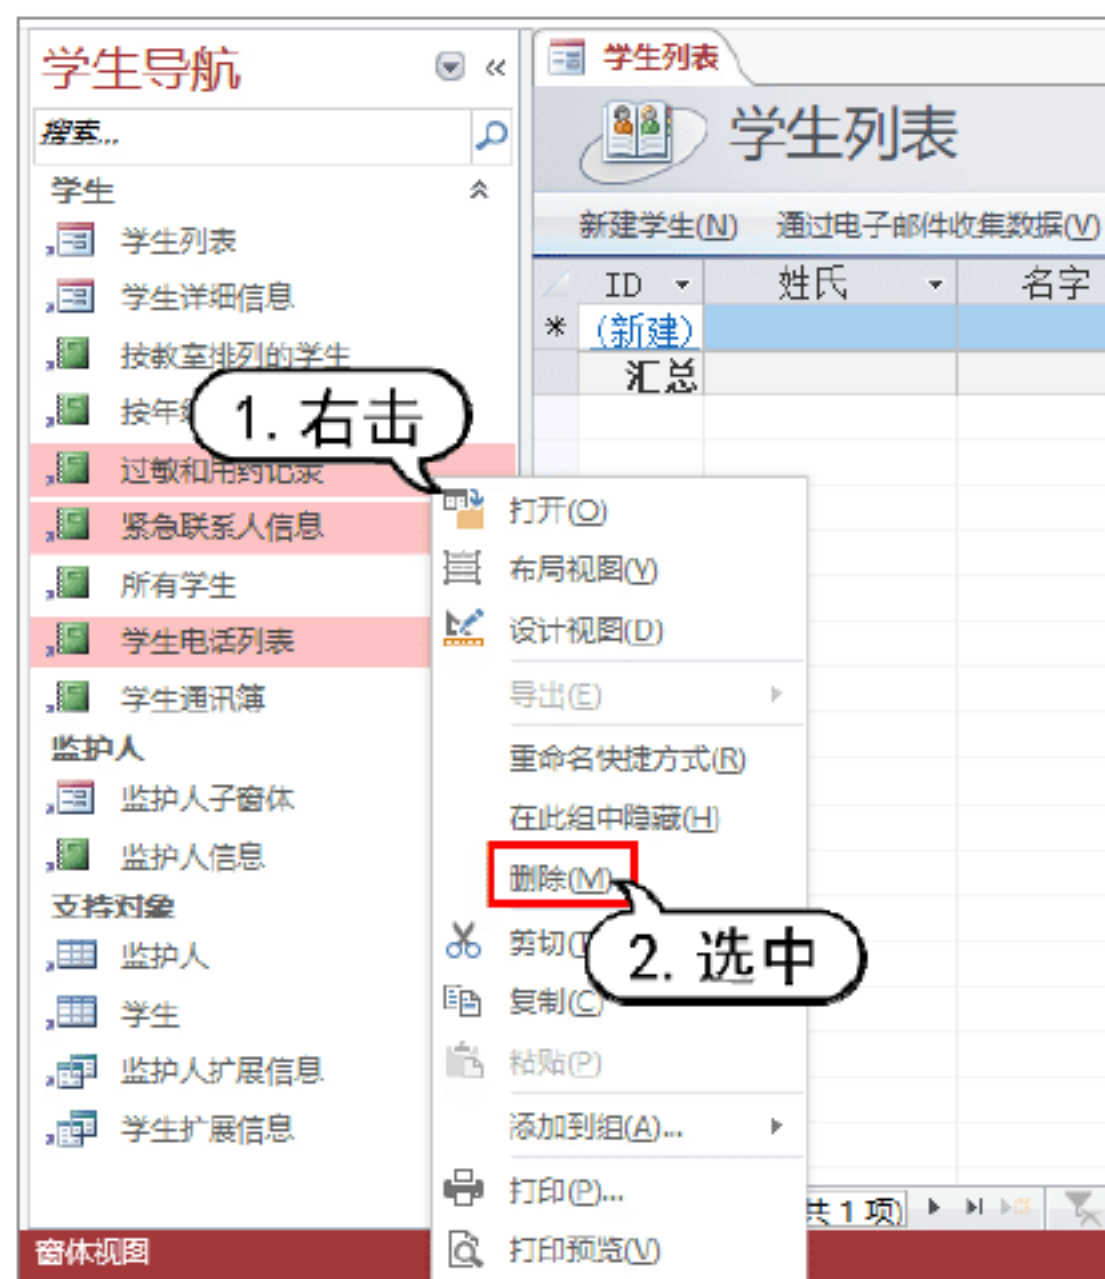 学生导航
搜索...
学生
学生列表
学生详细信息
按教室排列的学生
按年
过敏和用药记录
紧急联系人信息
所有学生
学生电话列表
学生通讯簿
监护人
监护人子窗体
监护人信息
支持对象
监护人
学生
监护人扩展信息
学生扩展信息
窗体视图
学生列表
学生列表
新建学生(N) 通过电子邮件收集数据(V)
ID 姓氏 名字
* (新建)
汇总
1. 右击
打开(O)
布局视图(Y)
设计视图(D)
导出(E)
重命名快捷方式(R)
在此组中隐藏(H)
删除(M)
2. 选中
剪切(T
复制(C)
粘贴(P)
添加到组(A)...
打印(P)...
打印预览(V)
共 1 项)